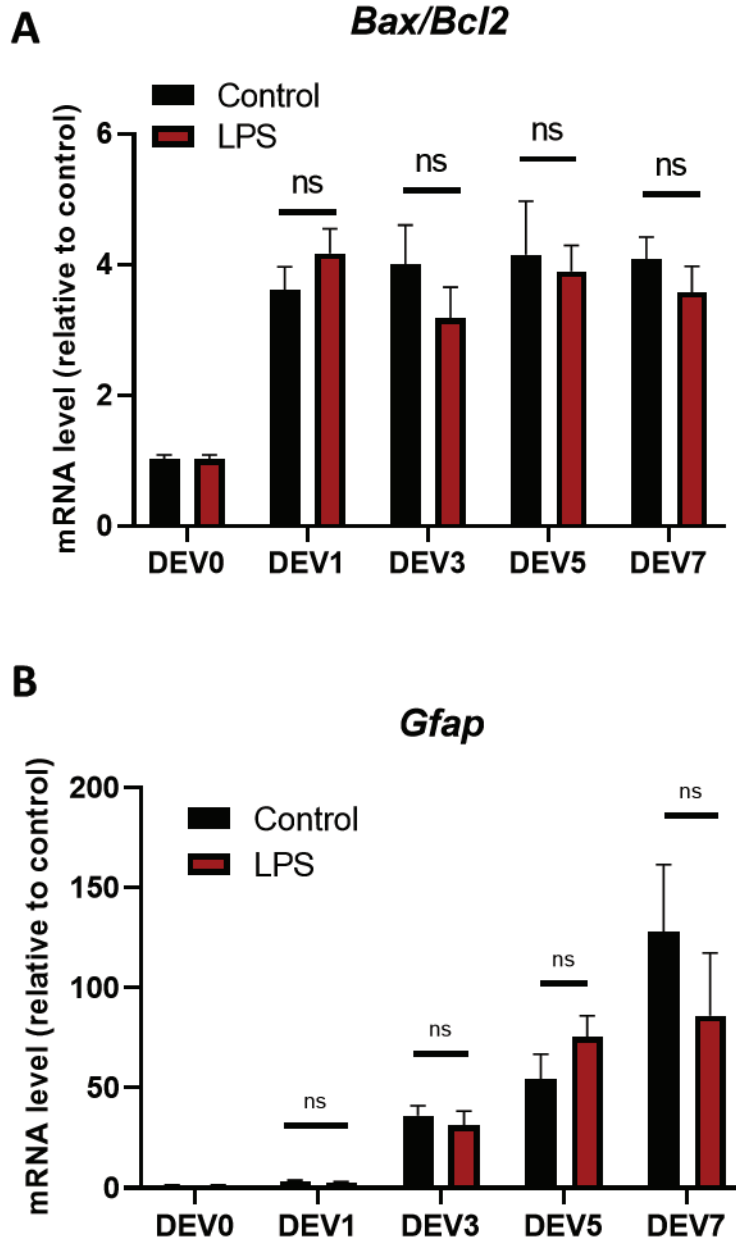 A
Bax/Bcl2
Control
LPS
mRNA level (relative to control)
6
4
2
0
ns
ns
ns
ns
DEV0 DEV1 DEV3 DEV5 DEV7
B
Gfap
Control
LPS
mRNA level (relative to control)
200
150
100
50
0
ns
ns
ns
ns
DEV0 DEV1 DEV3 DEV5 DEV7